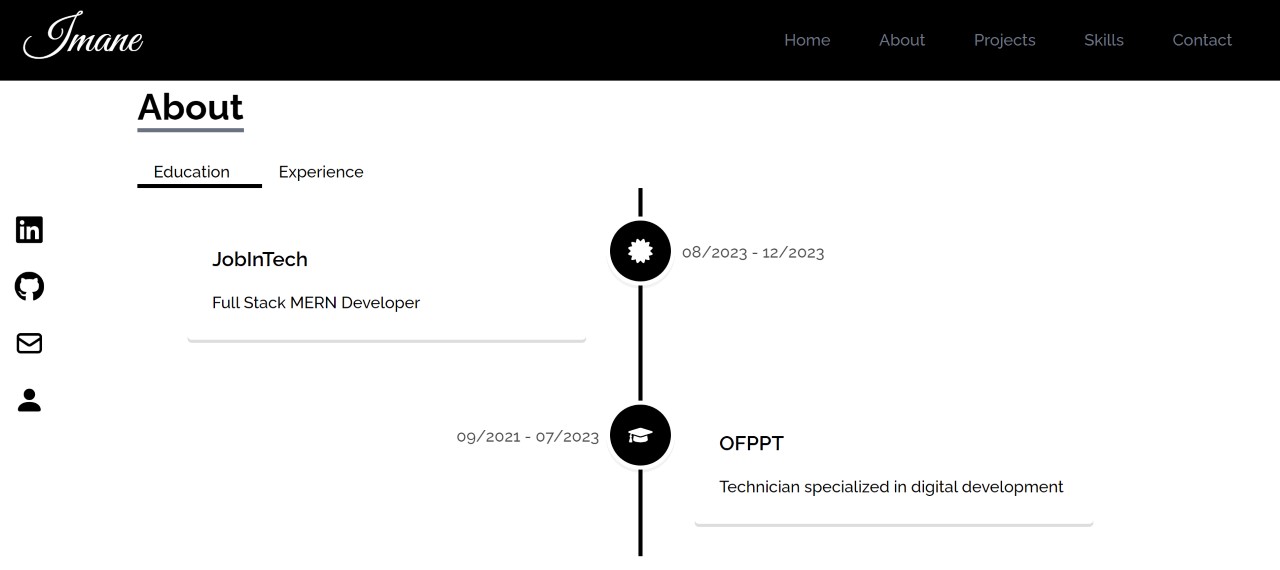 Imane
Home About Projects Skills Contact
About
Education Experience
JobInTech
08/2023 - 12/2023
Full Stack MERN Developer
09/2021 - 07/2023
OFPPT
Technician specialized in digital development
in